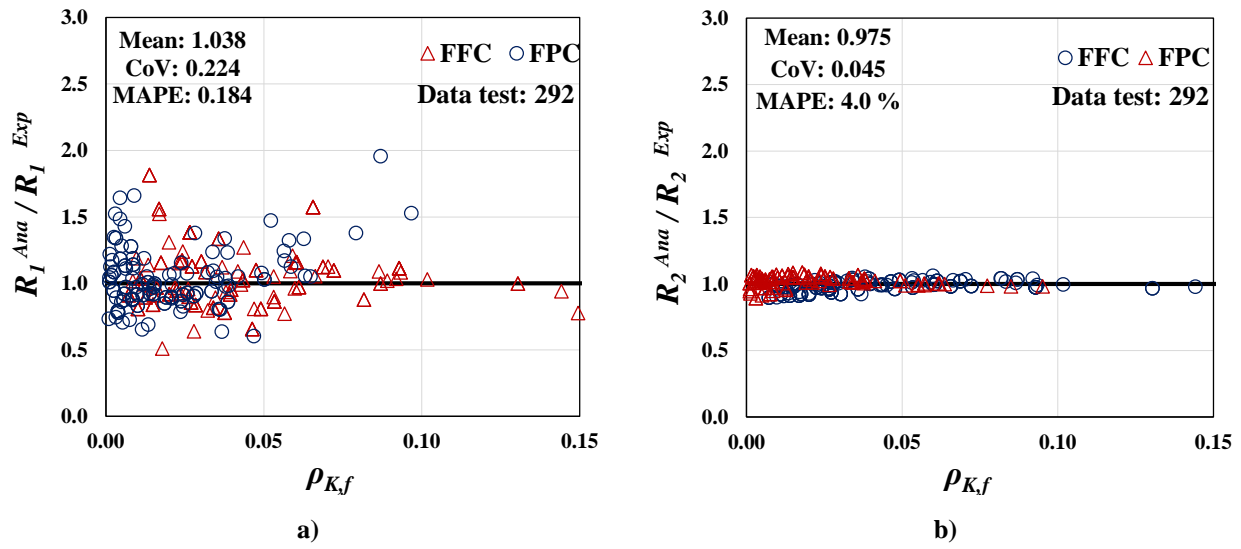 3.0
2.5
2.0
1.5
1.0
0.5
0.0
R₁ ᴬⁿᵃ / R₁ ᴱˣᵖ
Mean: 1.038
CoV: 0.224
MAPE: 0.184
FFC FPC
Data test: 292
0.00 0.05 0.10 0.15
ρK,f
a)
3.0
2.5
2.0
1.5
1.0
0.5
0.0
R₂ ᴬⁿᵃ / R₂ ᴱˣᵖ
Mean: 0.975
CoV: 0.045
MAPE: 4.0 %
FFC FPC
Data test: 292
0.00 0.05 0.10 0.15
ρK,f
b)